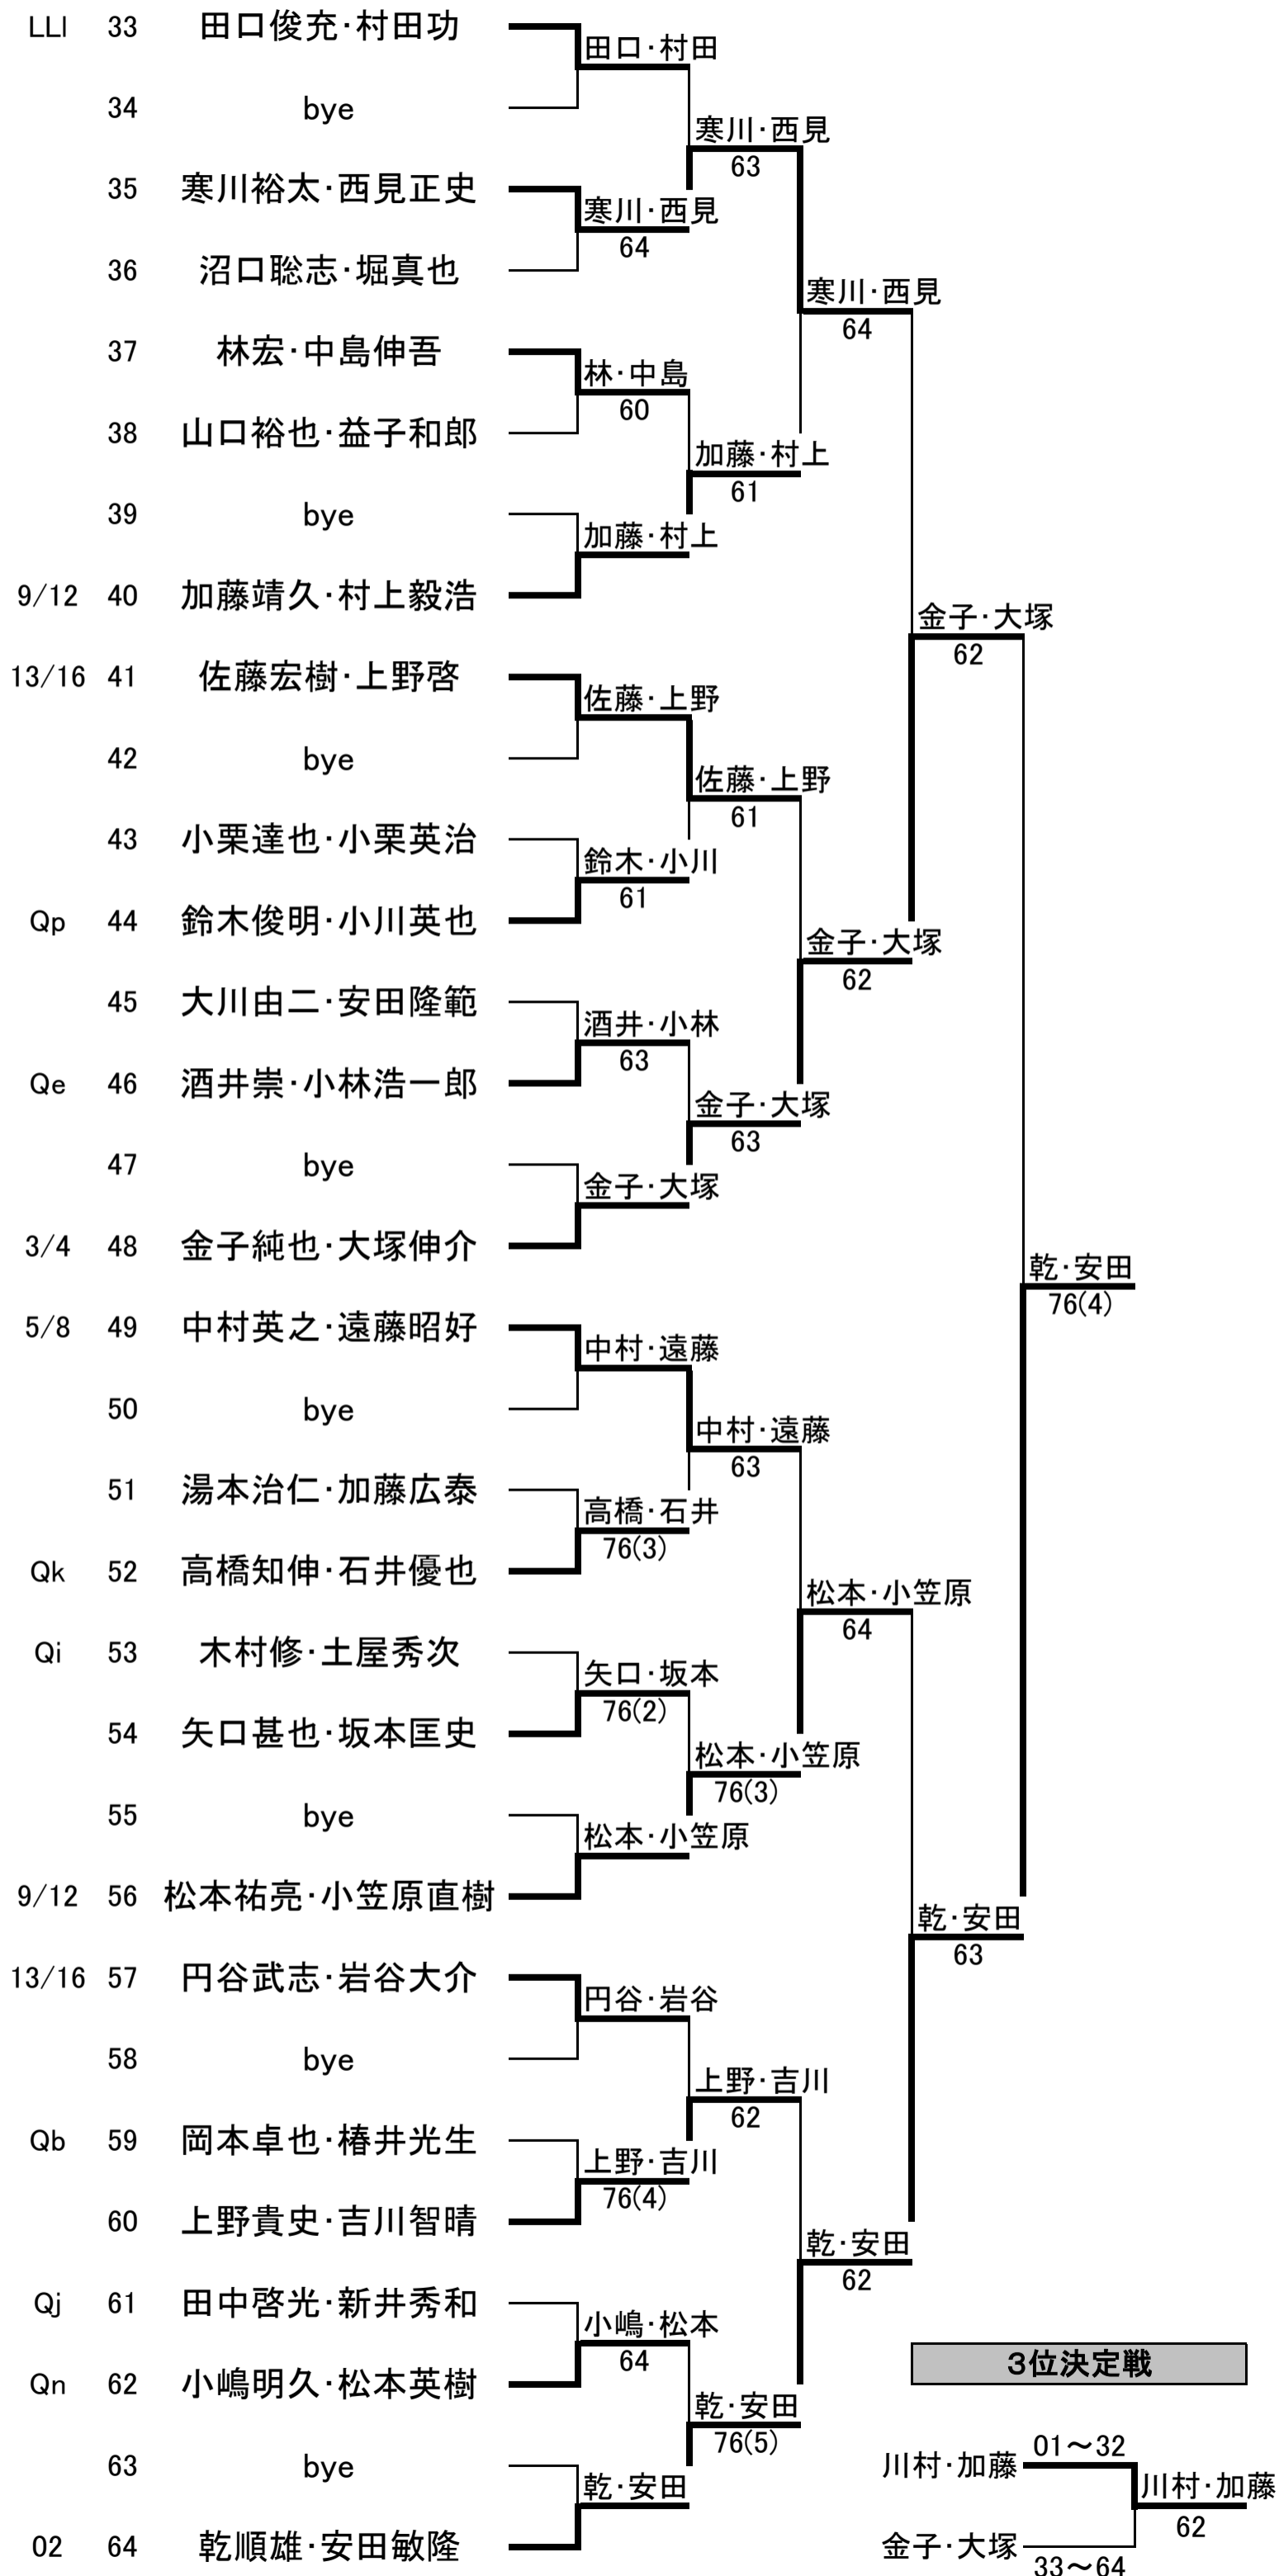 LLI 33 田口俊充・村田功
田口・村田
34 bye
寒川・西見
63
35 寒川裕太・西見正史
寒川・西見
64
36 沼口聡志・堀真也
寒川・西見
64
37 林宏・中島伸吾
林・中島
60
38 山口裕也・益子和郎
加藤・村上
61
39 bye
加藤・村上
9/12 40 加藤靖久・村上毅浩
金子・大塚
62
13/16 41 佐藤宏樹・上野啓
佐藤・上野
42 bye
佐藤・上野
61
43 小栗達也・小栗英治
鈴木・小川
61
Qp 44 鈴木俊明・小川英也
金子・大塚
62
45 大川由二・安田隆範
酒井・小林
63
Qe 46 酒井崇・小林浩一郎
金子・大塚
63
47 bye
金子・大塚
3/4 48 金子純也・大塚伸介
乾・安田
76(4)
5/8 49 中村英之・遠藤昭好
中村・遠藤
50 bye
中村・遠藤
63
51 湯本治仁・加藤広泰
高橋・石井
76(3)
Qk 52 高橋知伸・石井優也
松本・小笠原
64
Qi 53 木村修・土屋秀次
矢口・坂本
76(2)
54 矢口甚也・坂本匡史
松本・小笠原
76(3)
55 bye
松本・小笠原
9/12 56 松本祐亮・小笠原直樹
乾・安田
63
13/16 57 円谷武志・岩谷大介
円谷・岩谷
58 bye
上野・吉川
62
Qb 59 岡本卓也・椿井光生
上野・吉川
76(4)
60 上野貴史・吉川智晴
乾・安田
62
Qj 61 田中啓光・新井秀和
小嶋・松本
64
Qn 62 小嶋明久・松本英樹
乾・安田
76(5)
63 bye
乾・安田
02 64 乾順雄・安田敏隆
3位決定戦
川村・加藤 01～32
川村・加藤
62
金子・大塚 33～64